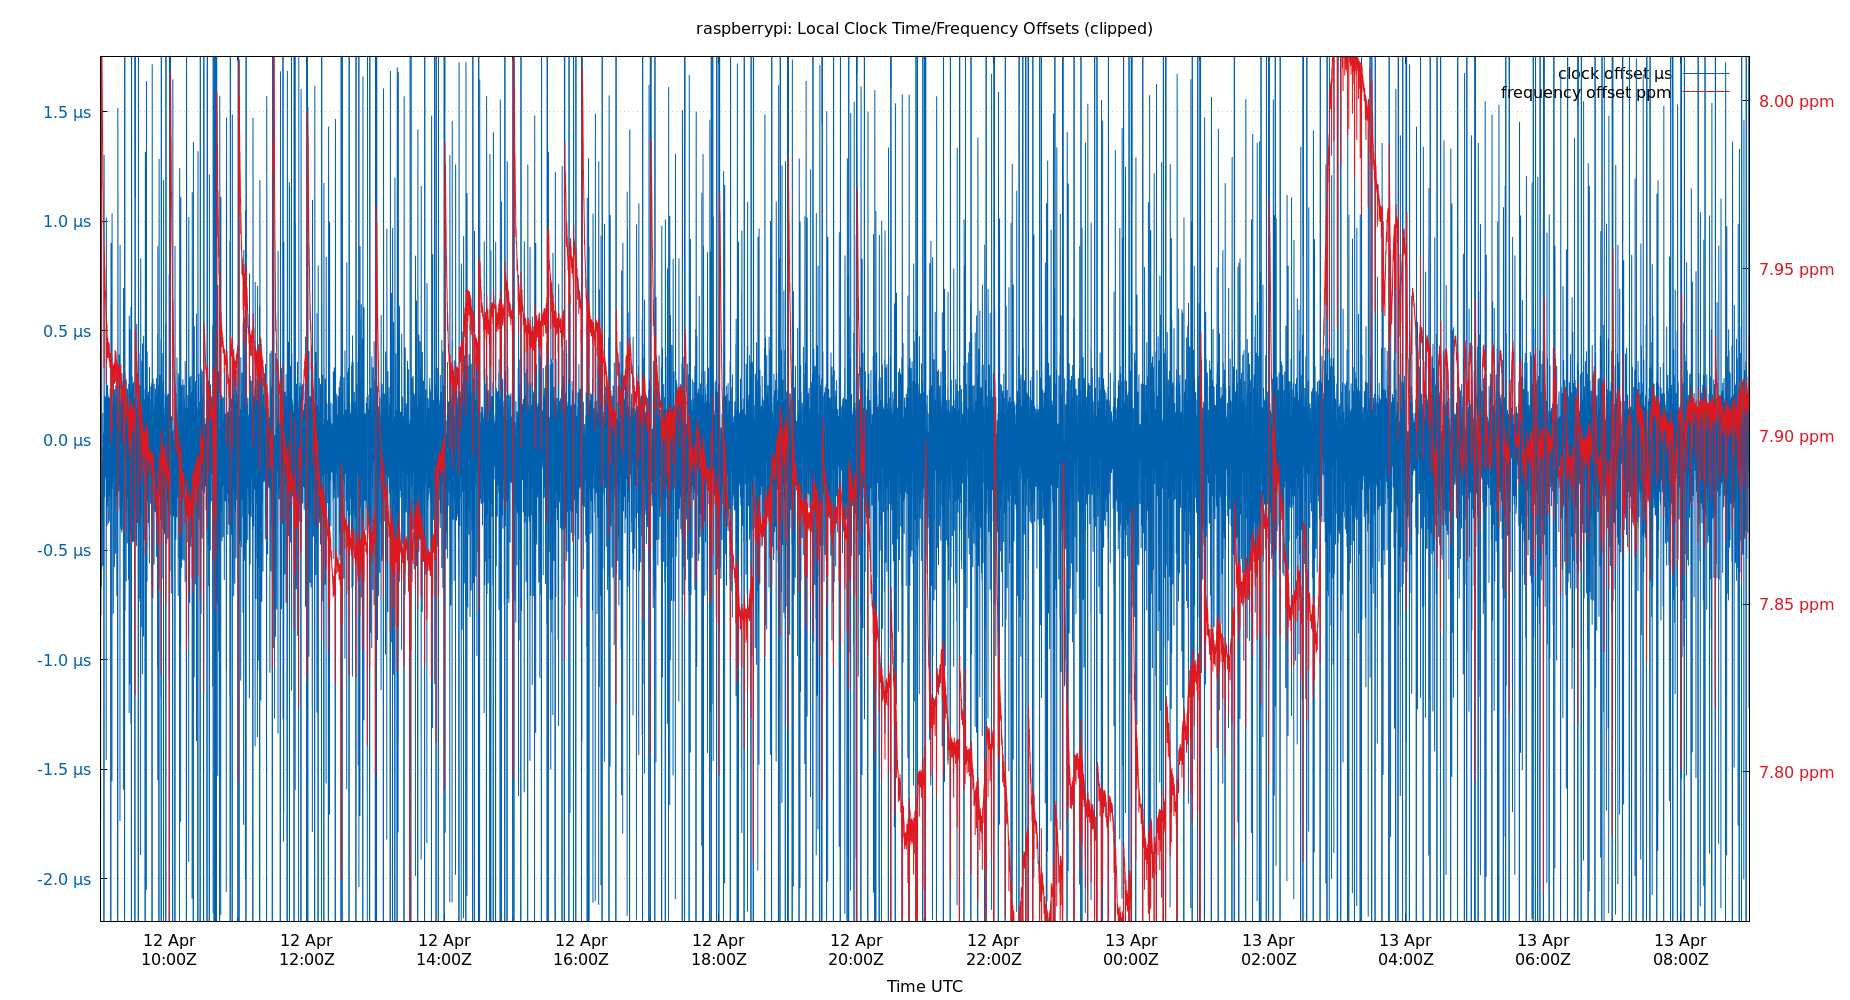 raspberrypi: Local Clock Time/Frequency Offsets (clipped)
clock offset µs
frequency offset ppm
1.5 µs
1.0 µs
0.5 µs
0.0 µs
-0.5 µs
-1.0 µs
-1.5 µs
-2.0 µs
8.00 ppm
7.95 ppm
7.90 ppm
7.85 ppm
7.80 ppm
12 Apr
10:00Z
12 Apr
12:00Z
12 Apr
14:00Z
12 Apr
16:00Z
12 Apr
18:00Z
12 Apr
20:00Z
12 Apr
22:00Z
13 Apr
00:00Z
13 Apr
02:00Z
13 Apr
04:00Z
13 Apr
06:00Z
13 Apr
08:00Z
Time UTC